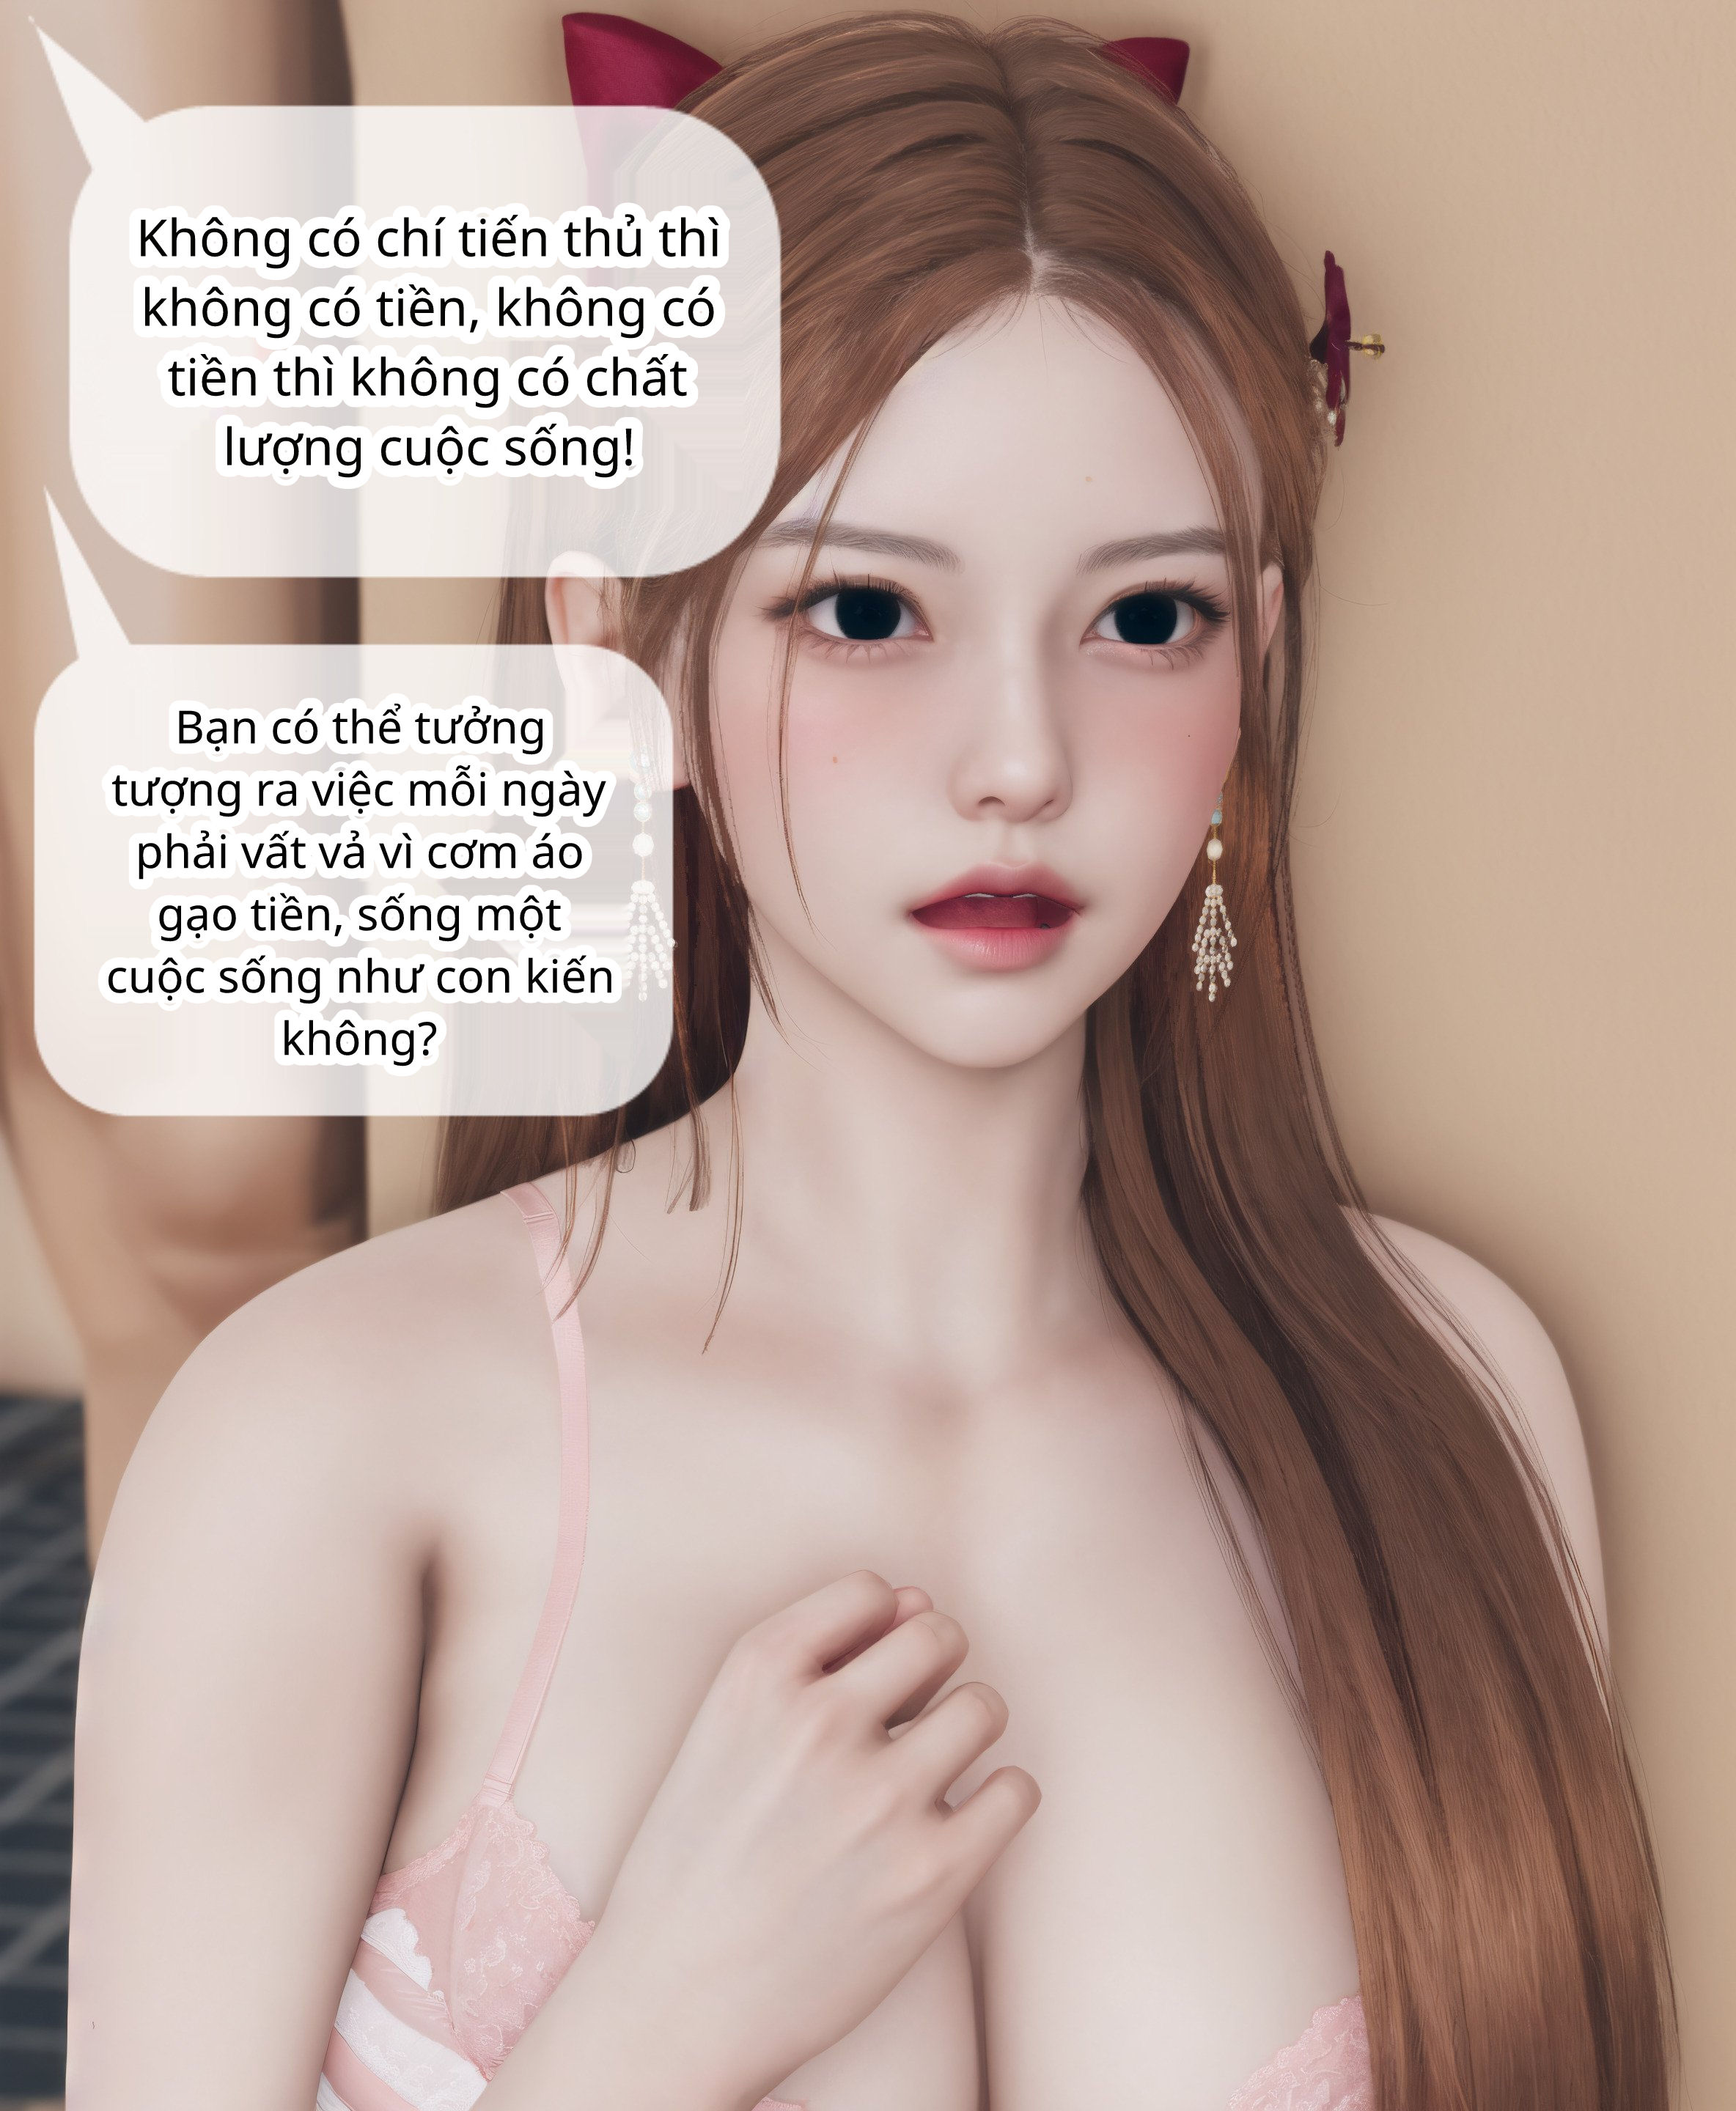 Không có chí tiến thủ thì
không có tiền, không có
tiền thì không có chất
lượng cuộc sống!
Bạn có thể tưởng
tượng ra việc mỗi ngày
phải vất vả vì cơm áo
gạo tiền, sống một
cuộc sống như con kiến
không?